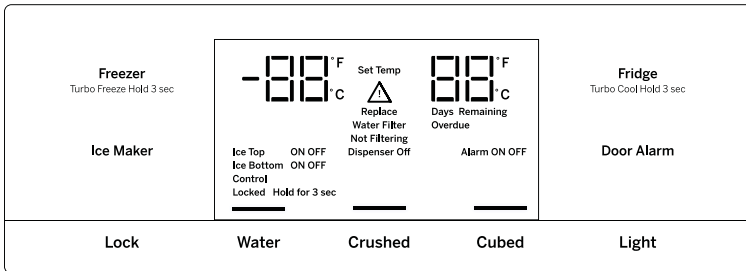 Freezer
Turbo Freeze Hold 3 sec
Ice Maker
-88 °F °C
Set Temp
Replace
Water Filter
Not Filtering
Dispenser Off
88 °F °C
Days Remaining
Overdue
Ice Top ON OFF
Ice Bottom ON OFF
Control
Locked Hold for 3 sec
Alarm ON OFF
Fridge
Turbo Cool Hold 3 sec
Door Alarm
Lock Water Crushed Cubed Light